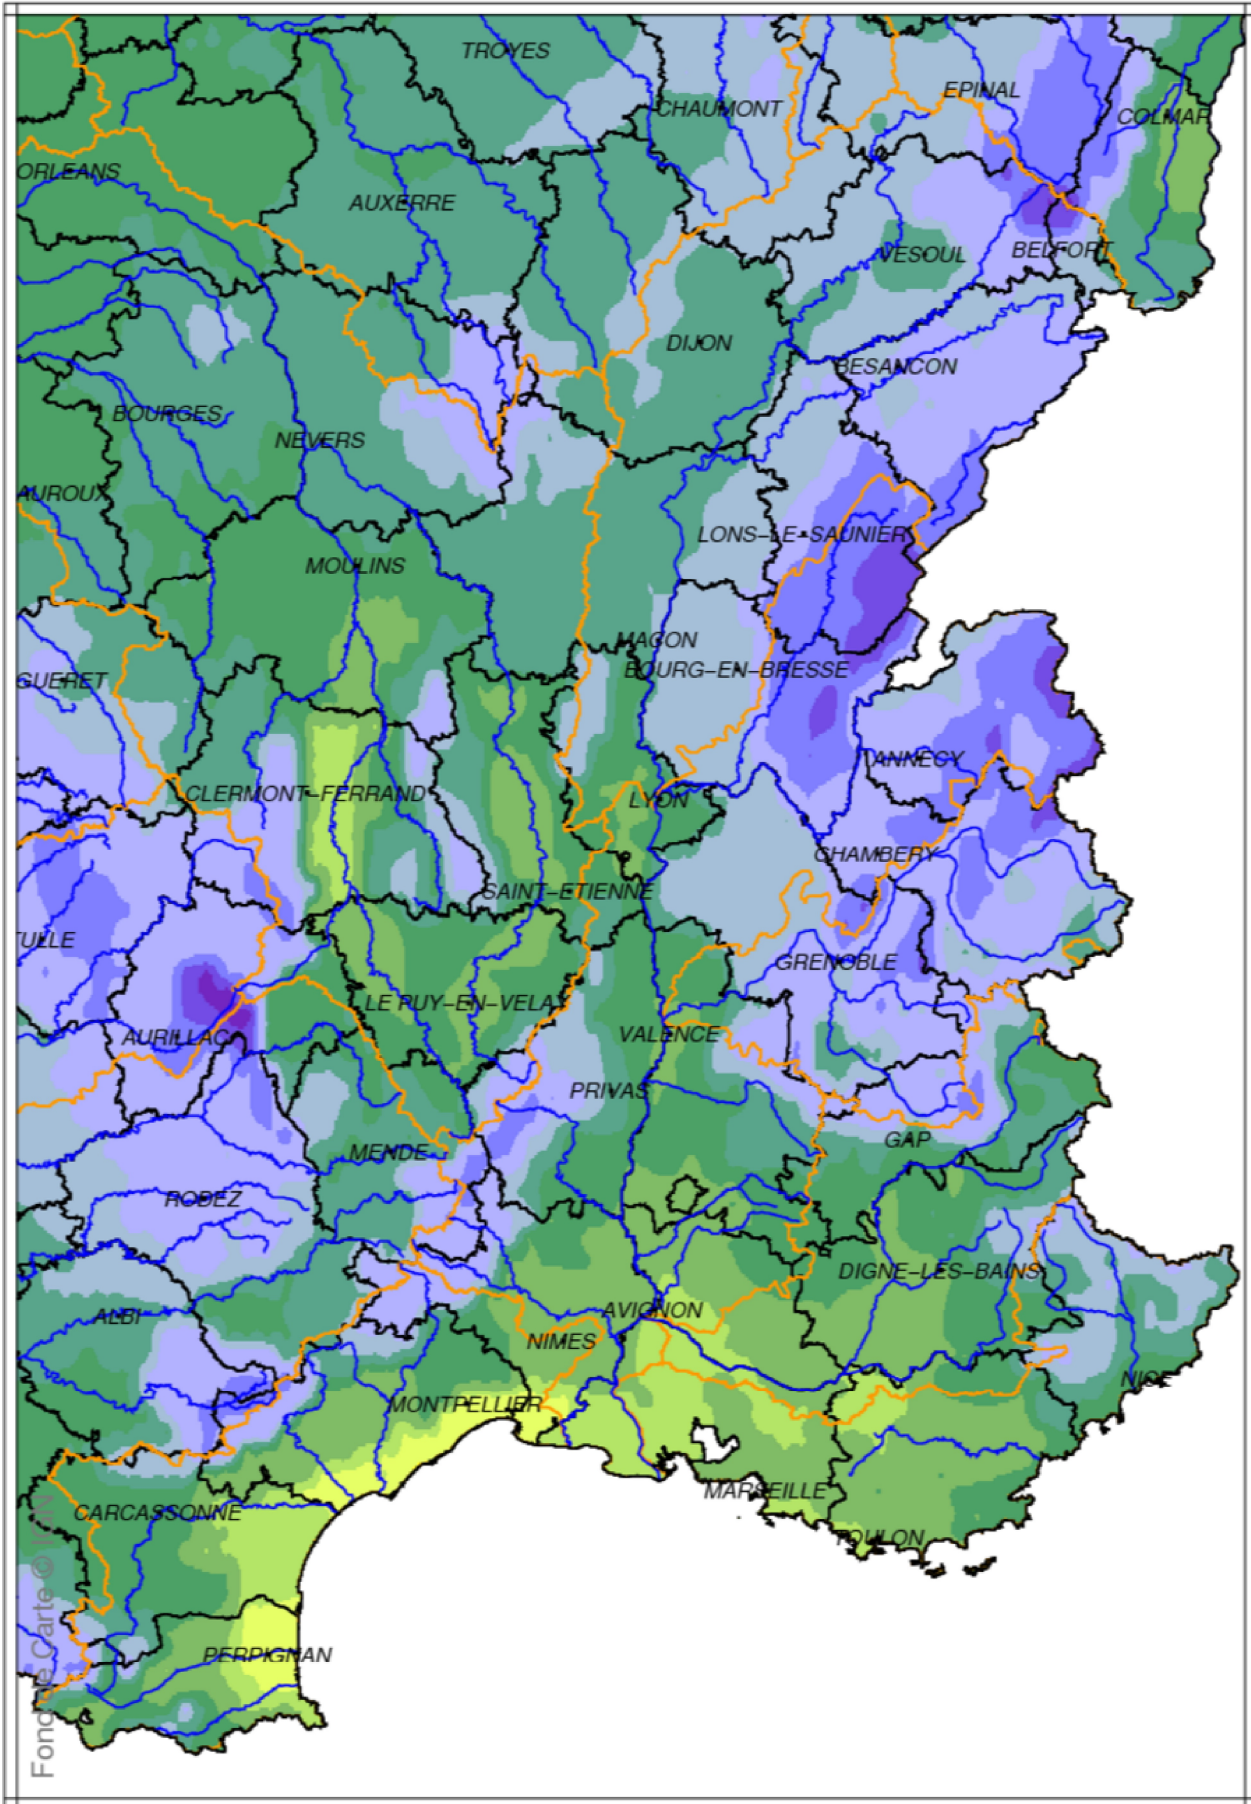 TROYES
EPINAL
CHAUMONT
COLMAR
ORLEANS
AUXERRE
BELFORT
VESOUL
DIJON
BESANCON
BOURGES
NEVERS
AUROUX
LONS-LE-SAUNIER
MOULINS
MACON
BOURG-EN-BRESSE
GUERET
ANNECY
CLERMONT-FERRAND
LYON
CHAMBERY
SAINT-ETIENNE
TULLE
GRENOBLE
LE PUY-EN-VELAY
VALENCE
AURILLAC
PRIVAS
GAP
MENDE
RODEZ
DIGNE-LES-BAINS
AVIGNON
ALBI
NIMES
NICE
MONTPELLIER
MARSEILLE
CARCASSONNE
TOULON
PERPIGNAN
Fond de Carte © IGN